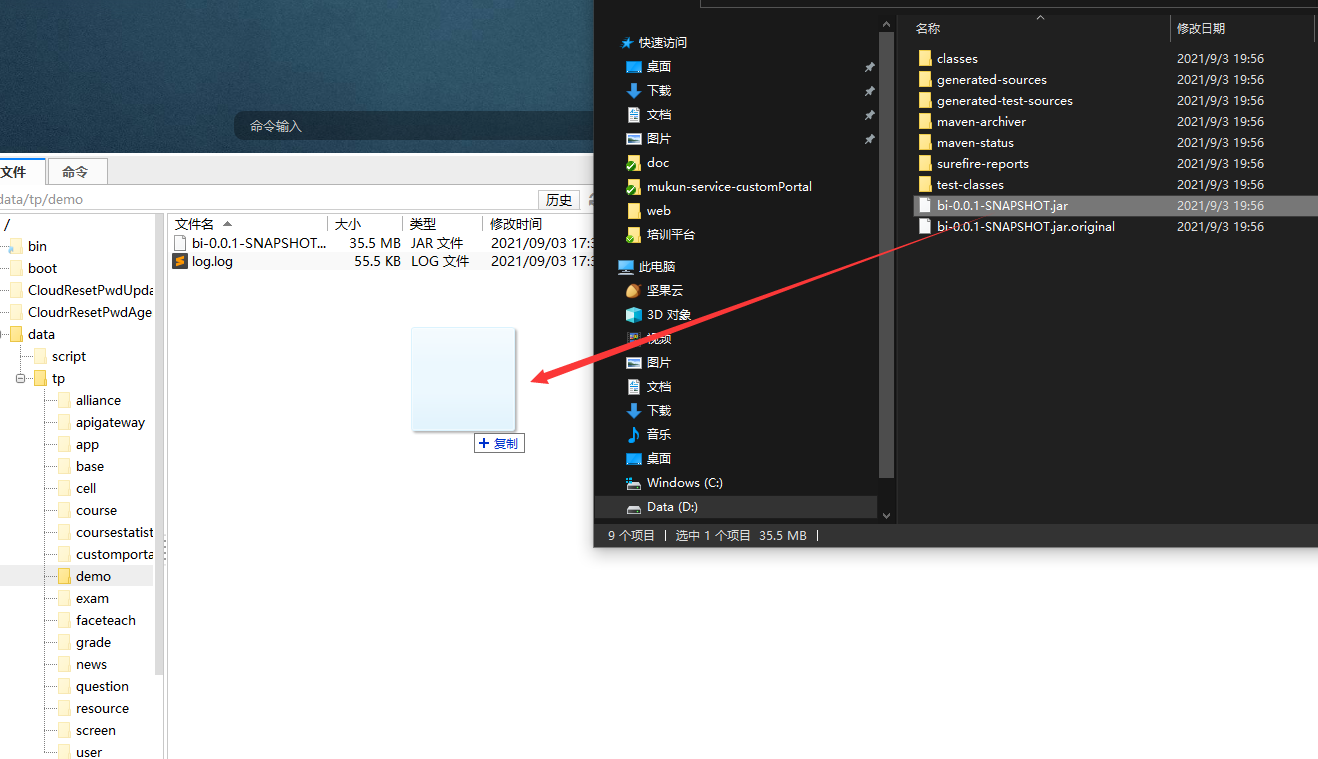 命令输入
文件 命令
data/tp/demo 历史
/
bin
boot
CloudResetPwdUpda
CloudrResetPwdAge
data
script
tp
alliance
apigateway
app
base
cell
course
coursestatist
customporta
demo
exam
faceteach
grade
news
question
resource
screen
user
文件名 大小 类型 修改时间
bi-0.0.1-SNAPSHOT... 35.5 MB JAR 文件 2021/09/03 17:3
log.log 55.5 KB LOG 文件 2021/09/03 17:3
+ 复制
快速访问
桌面
下载
文档
图片
doc
mukun-service-customPortal
web
培训平台
此电脑
坚果云
3D 对象
视频
图片
文档
下载
音乐
桌面
Windows (C:)
Data (D:)
名称 修改日期
classes 2021/9/3 19:56
generated-sources 2021/9/3 19:56
generated-test-sources 2021/9/3 19:56
maven-archiver 2021/9/3 19:56
maven-status 2021/9/3 19:56
surefire-reports 2021/9/3 19:56
test-classes 2021/9/3 19:56
bi-0.0.1-SNAPSHOT.jar 2021/9/3 19:56
bi-0.0.1-SNAPSHOT.jar.original 2021/9/3 19:56
9 个项目 选中 1 个项目 35.5 MB